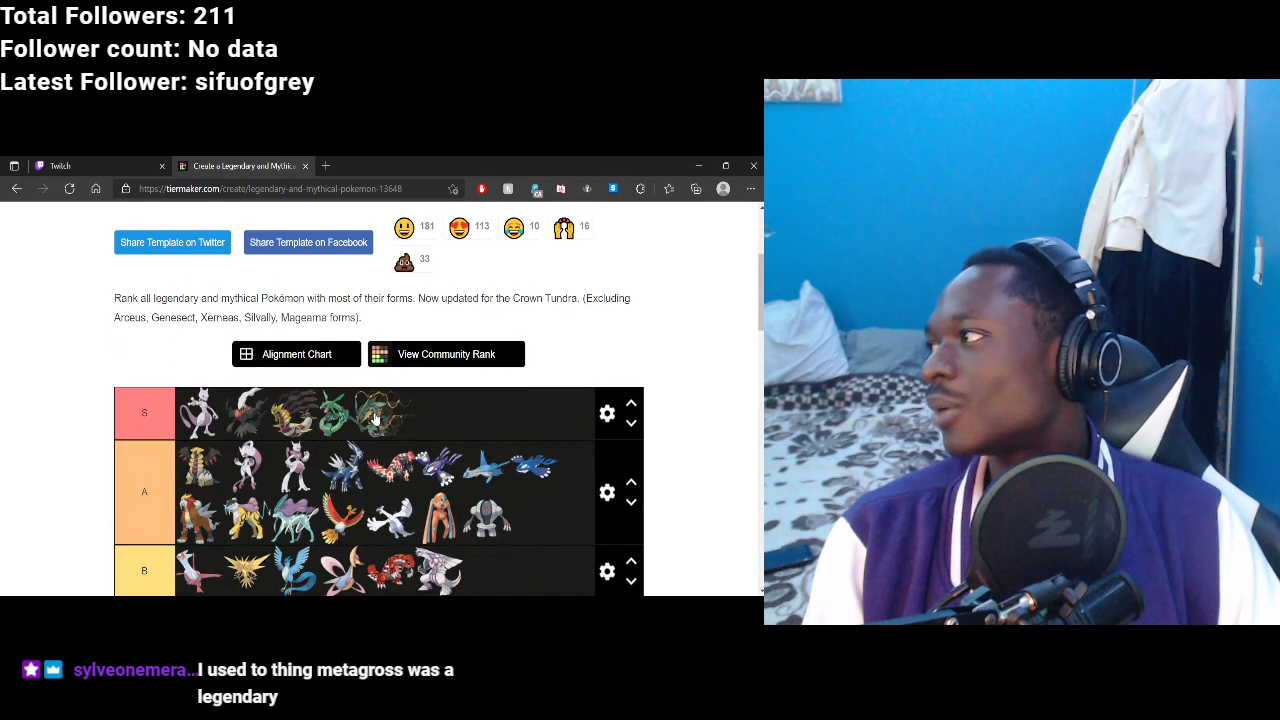 Total Followers: 211
Follower count: No data
Latest Follower: sifuofgrey
Twitch
Create a Legendary and Mythica
https://tiermaker.com/create/legendary-and-mythical-pokemon-13648
181
113
10
16
33
Share Template on Twitter
Share Template on Facebook
Rank all legendary and mythical Pokémon with most of their forms. Now updated for the Crown Tundra. (Excluding
Arceus, Genesect, Xerneas, Silvally, Magearna forms).
Alignment Chart
View Community Rank
S
A
B
sylveonemera... I used to thing metagross was a
legendary